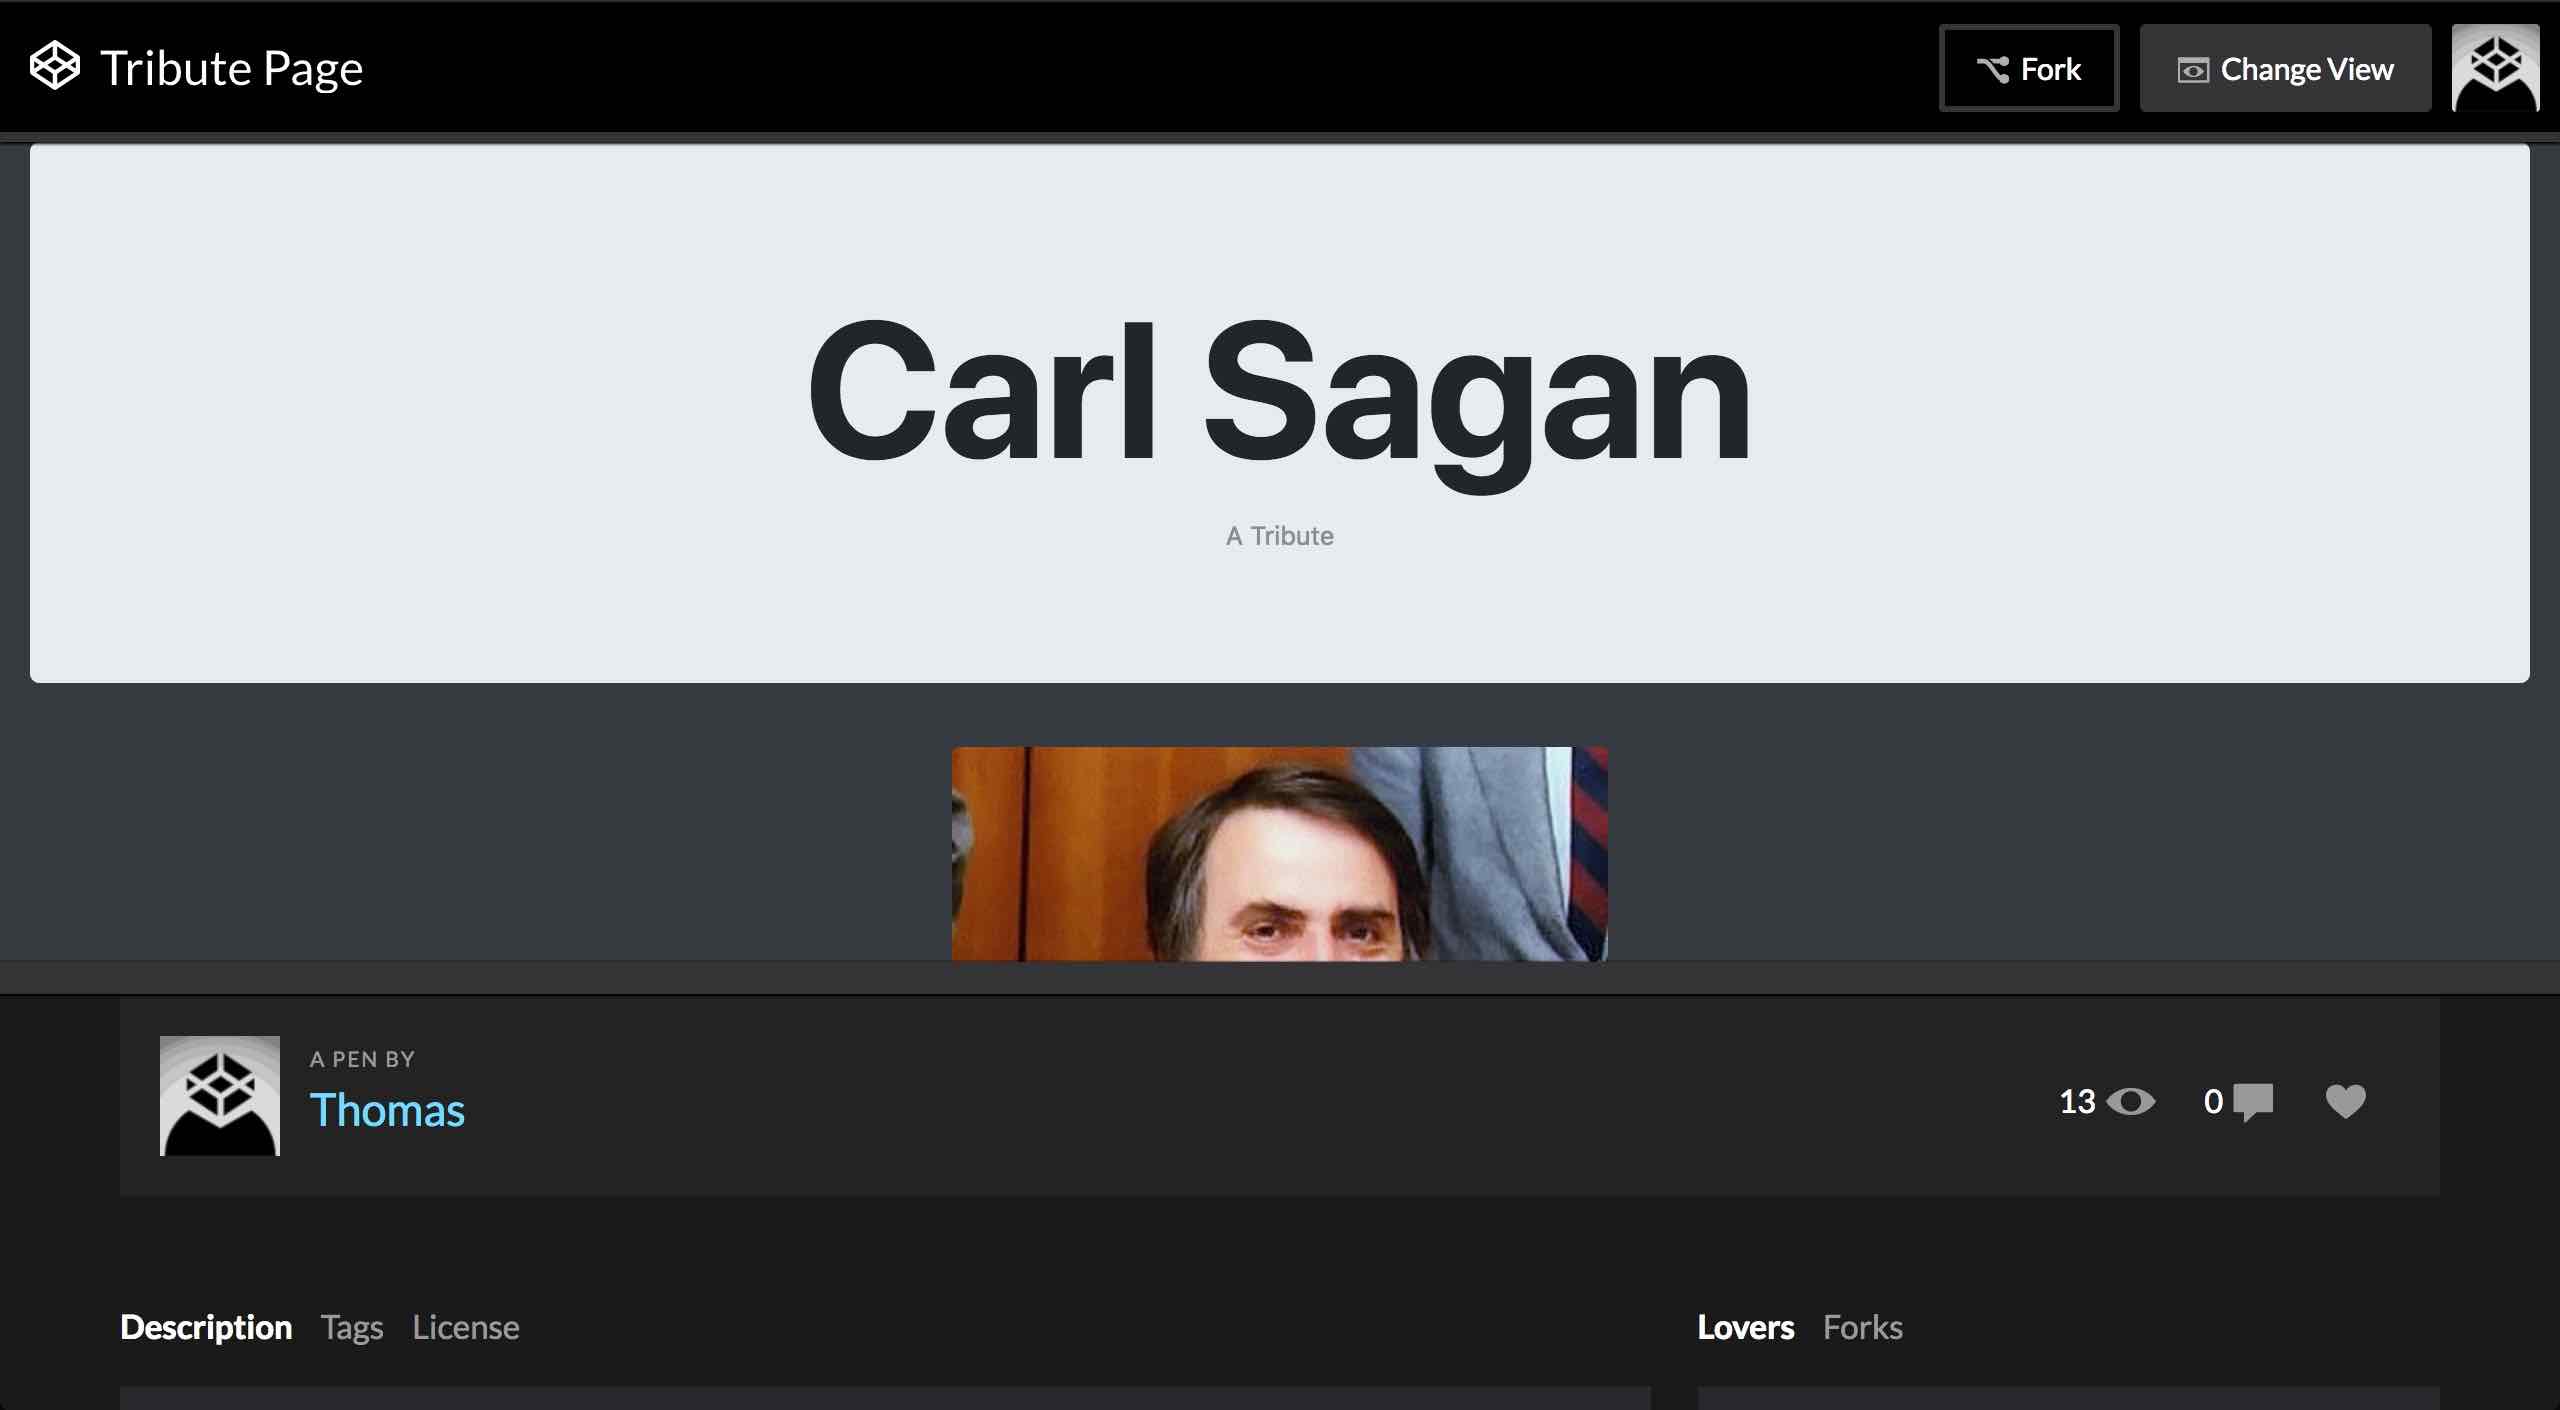 Tribute Page
Fork
Change View
Carl Sagan
A Tribute
A PEN BY
Thomas
13
0
Description Tags License
Lovers Forks